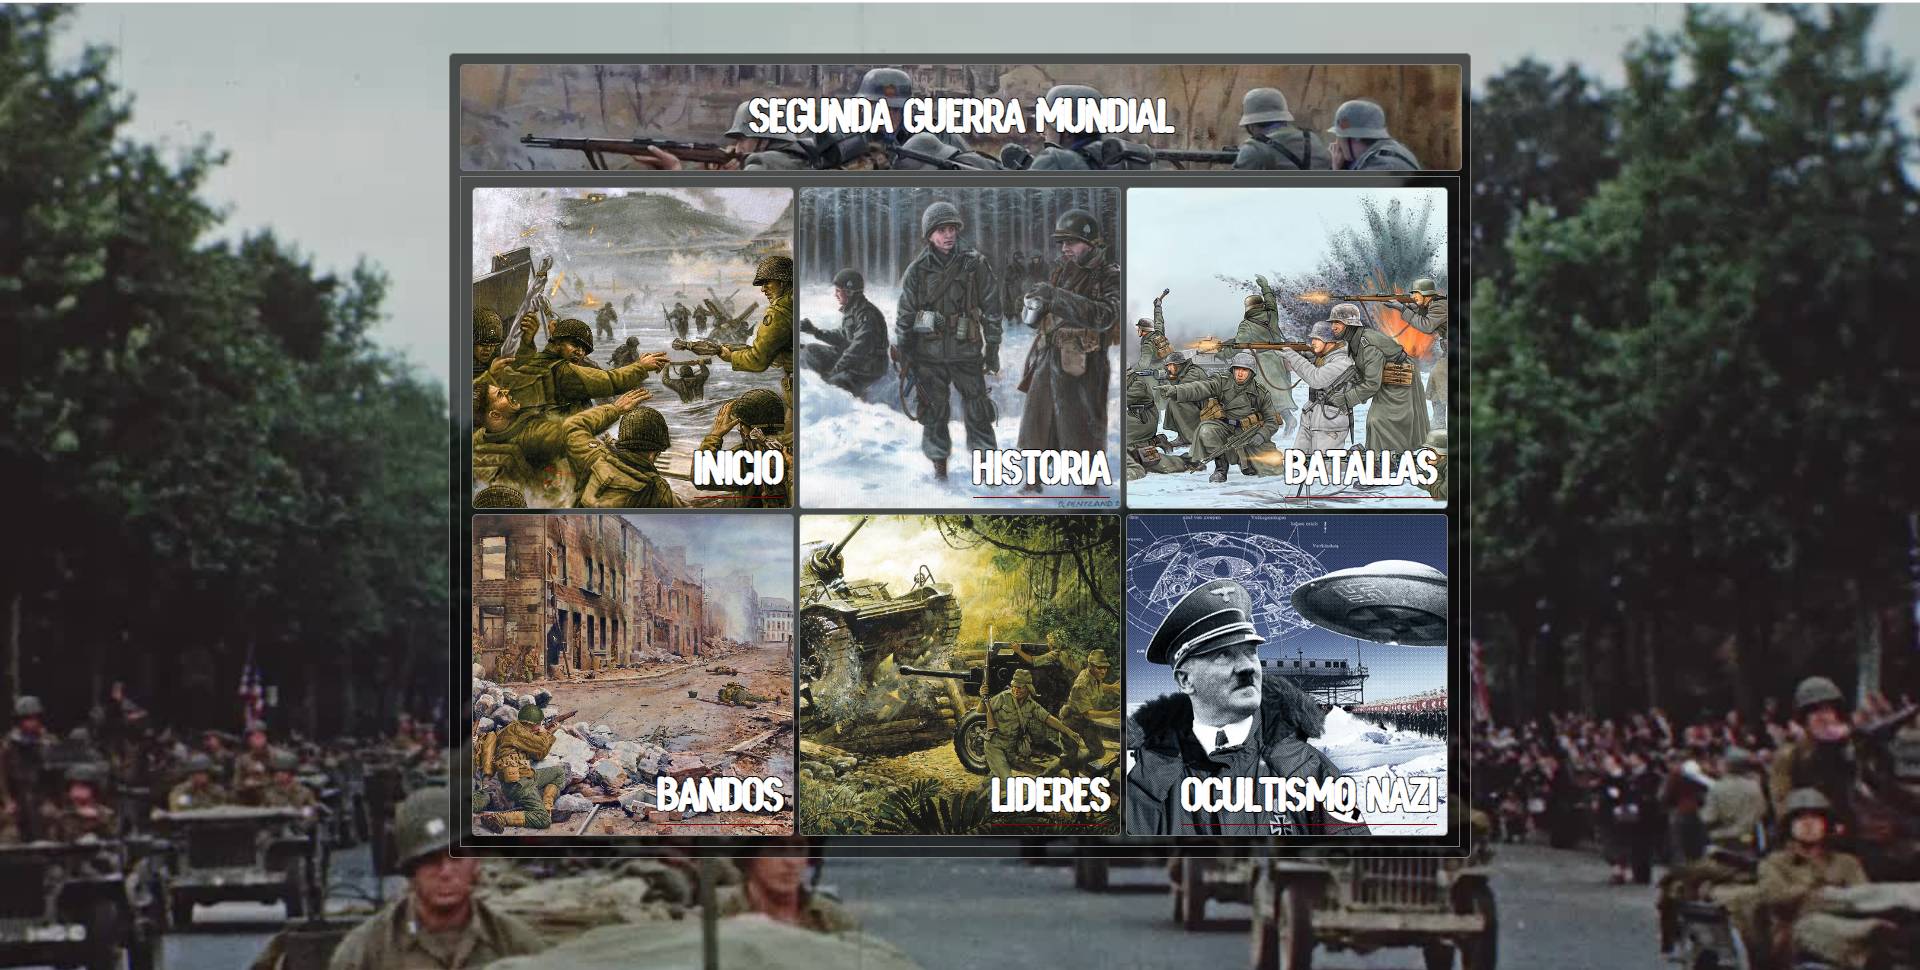 SEGUNDA GUERRA MUNDIAL
INICIO
HISTORIA
BATALLAS
BANDOS
LIDERES
OCULTISMO NAZI